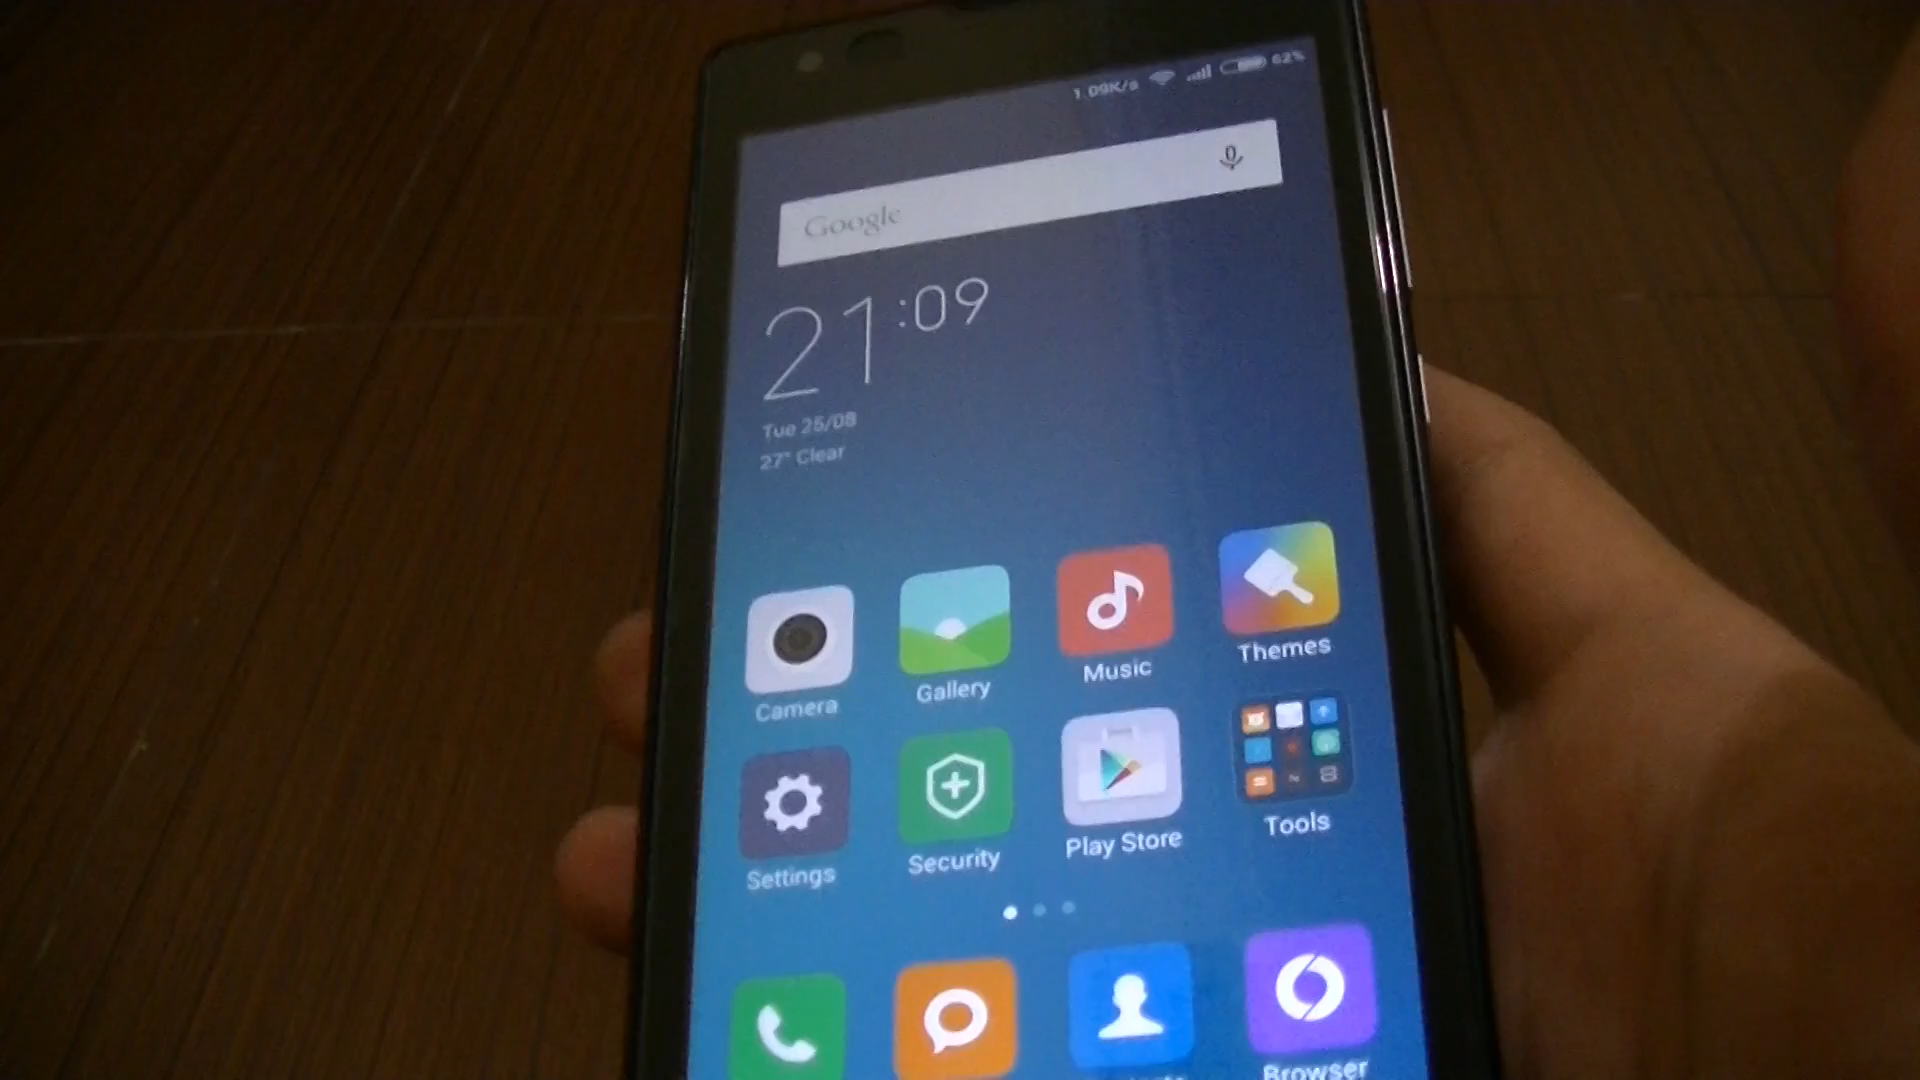 1.09K/s 62%
Google
21:09
Tue 25/08
27° Clear
Camera Gallery Music Themes
Settings Security Play Store Tools
Browser